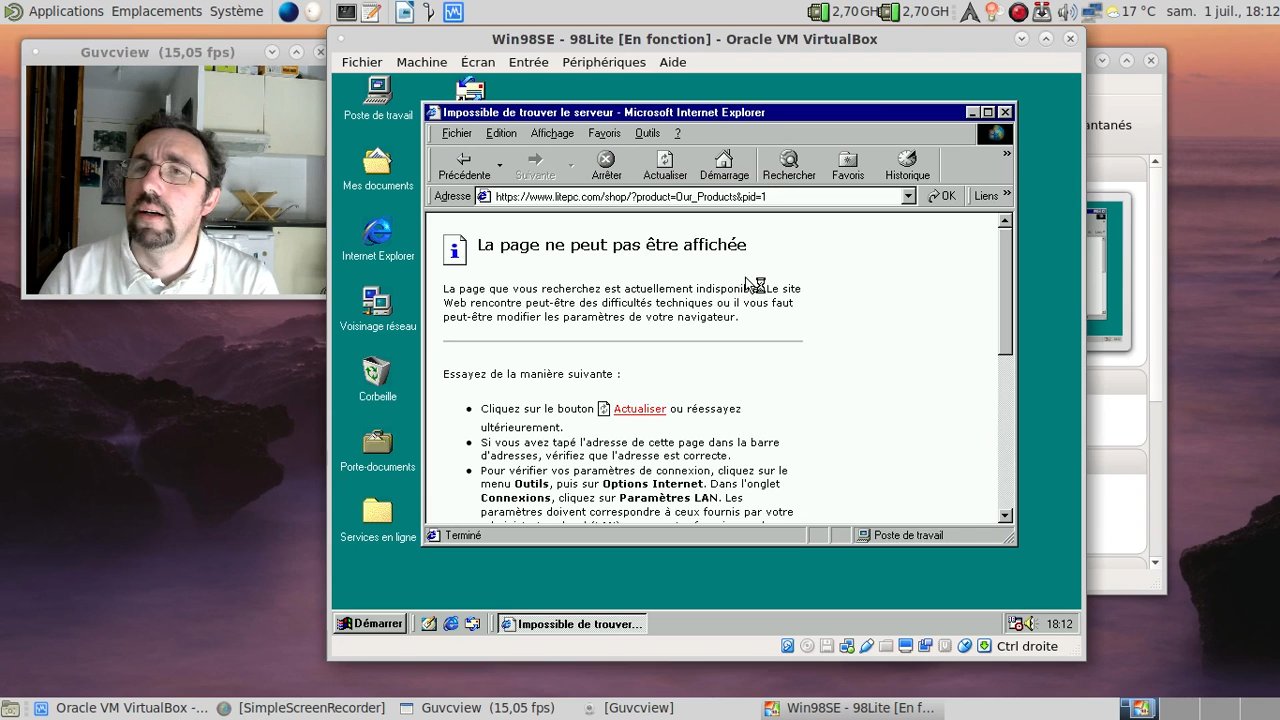 Applications Emplacements Système
2,70 GH 2,70 GH 17 °C sam. 1 juil., 18:12
Guvcview (15,05 fps)
Win98SE - 98Lite [En fonction] - Oracle VM VirtualBox
Fichier Machine Écran Entrée Périphériques Aide
antanés
Poste de travail
Mes documents
Internet Explorer
Voisinage réseau
Corbeille
Porte-documents
Services en ligne
Impossible de trouver le serveur - Microsoft Internet Explorer
Fichier Edition Affichage Favoris Outils ?
Précédente Suivante Arrêter Actualiser Démarrage Rechercher Favoris Historique »
Adresse https://www.litepc.com/shop/?product=Our_Products&pid=1 OK Liens »
La page ne peut pas être affichée
La page que vous recherchez est actuellement indisponi Le site
Web rencontre peut-être des difficultés techniques ou il vous faut
peut-être modifier les paramètres de votre navigateur.
Essayez de la manière suivante :
Cliquez sur le bouton Actualiser ou réessayez
ultérieurement.
Si vous avez tapé l'adresse de cette page dans la barre
d'adresses, vérifiez que l'adresse est correcte.
Pour vérifier vos paramètres de connexion, cliquez sur le
menu Outils, puis sur Options Internet. Dans l'onglet
Connexions, cliquez sur Paramètres LAN. Les
paramètres doivent correspondre à ceux fournis par votre
Terminé Poste de travail
Démarrer Impossible de trouver... 18:12
Ctrl droite
Oracle VM VirtualBox -... [SimpleScreenRecorder] Guvcview (15,05 fps) [Guvcview] Win98SE - 98Lite [En f...